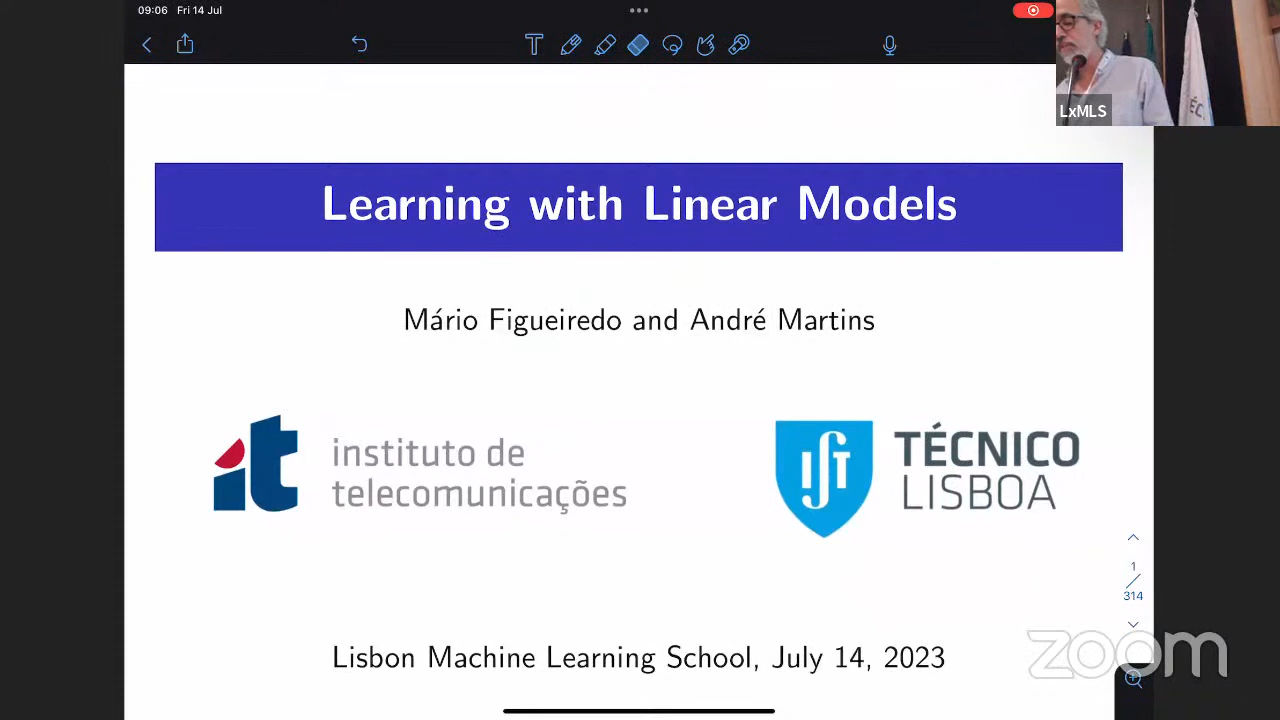 09:06 Fri 14 Jul
LxMLS
Learning with Linear Models
Mário Figueiredo and André Martins
instituto de
telecomunicações
TÉCNICO
LISBOA
1
314
Lisbon Machine Learning School, July 14, 2023
zoom